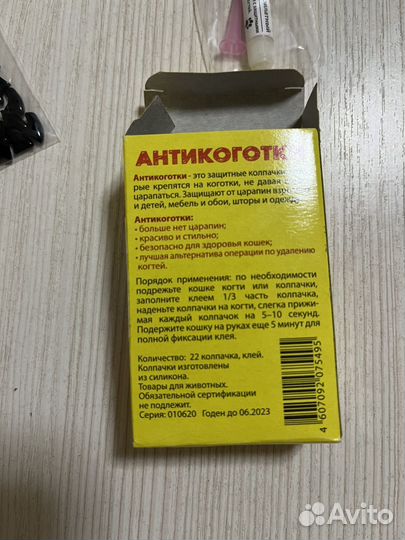 АНТИКОГОТК
Антикоготки - это защитные колпачки
рые крепятся на коготки, не давая
царапаться. Защищают от царапин
и детей, мебель и обои, шторы и одежду
Антикоготки:
• больше нет царапин;
• красиво и стильно;
• безопасно для здоровья кошек;
• лучшая альтернатива операции по удалению
когтей.
Порядок применения: по необходимости
подрежьте кошке когти или колпачки,
заполните клеем 1/3 часть колпачка,
наденьте колпачки на когти, слегка прижи-
мая каждый колпачок на 5–10 секунд.
Подержите кошку на руках еще 5 минут для
полной фиксации клея.
Количество: 22 колпачка, клей.
Колпачки изготовлены
из силикона.
Товары для животных.
Обязательной сертификации
не подлежит.
Серия: 010620 Годен до 06.2023
4 607092 075495
Avito